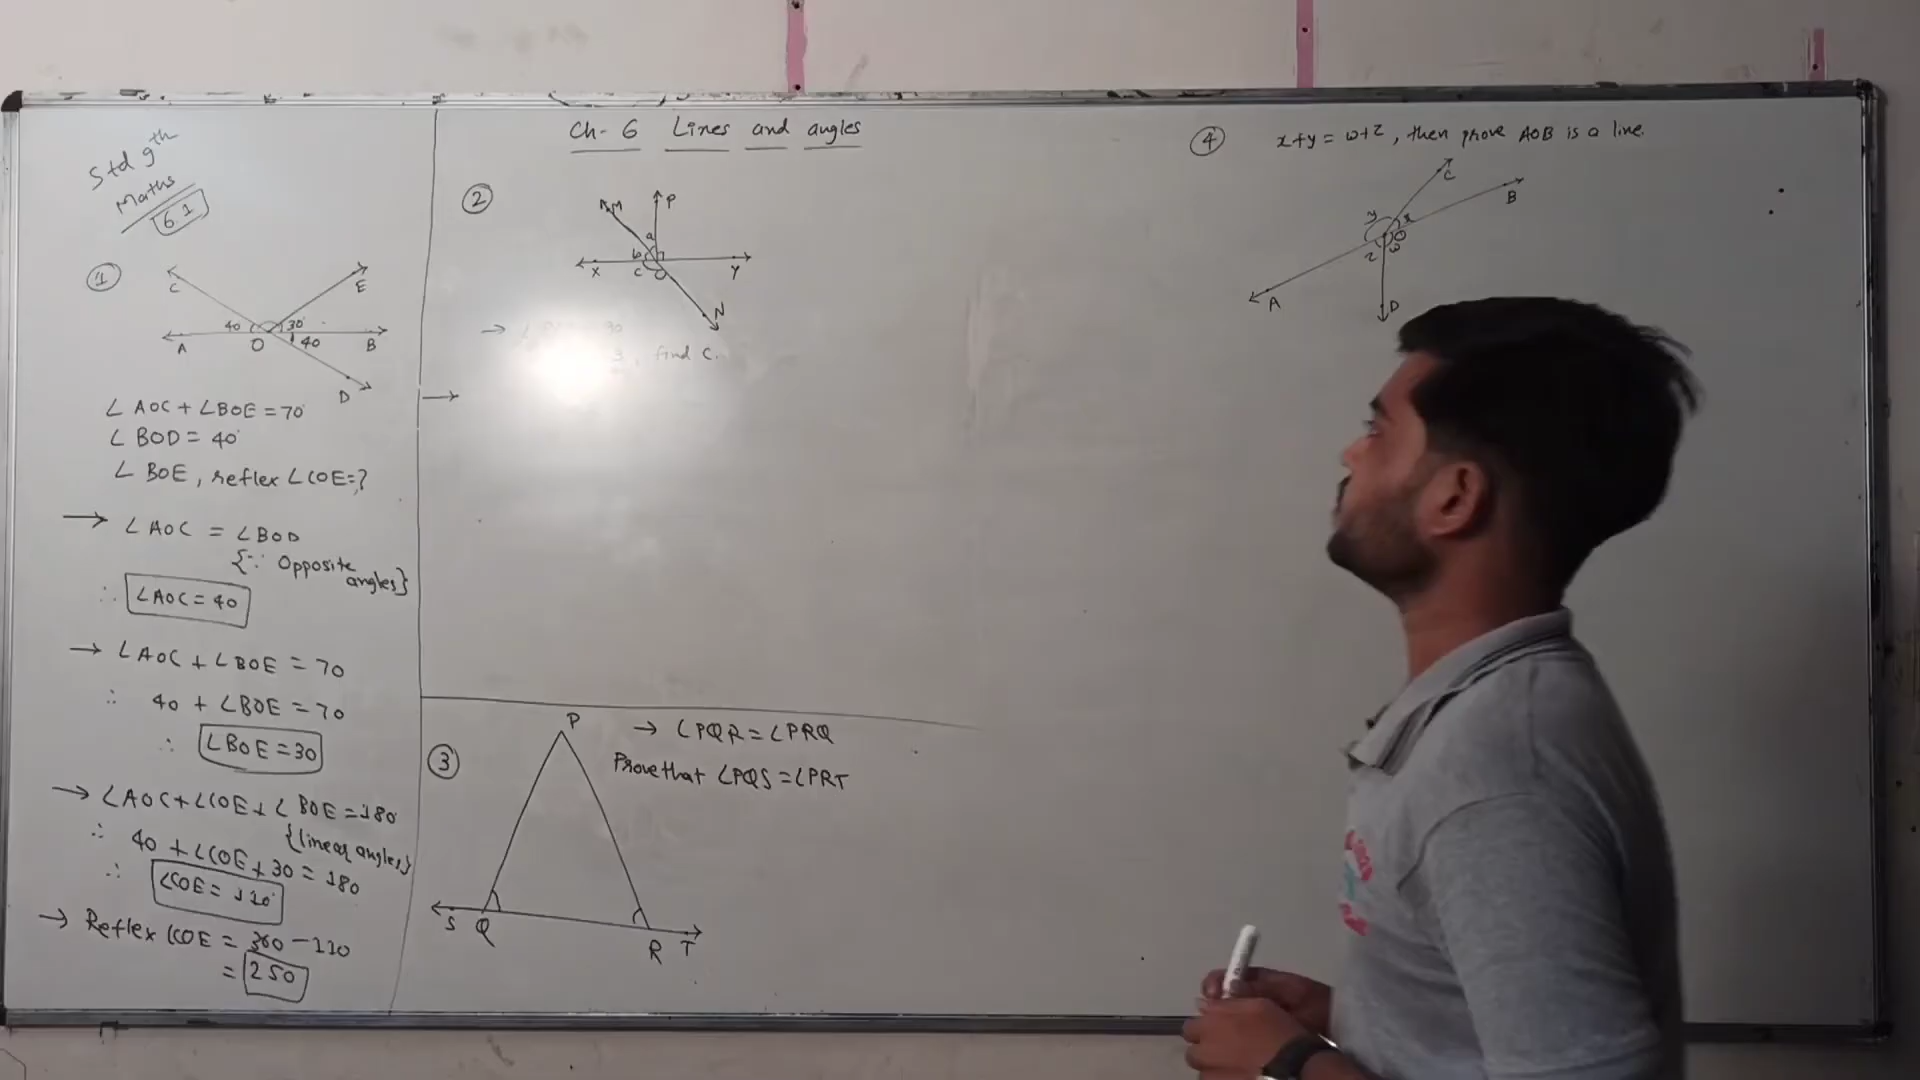 Std 9th
Maths
6.1
Ch- 6 Lines and angles
①
C
E
40
30°
A
O
40
B
D
∠AOC + ∠BOE = 70°
∠BOD = 40°
∠BOE, reflex ∠COE=?
→ ∠AOC = ∠BOD
{∵ Opposite
angles}
∴ ∠AOC = 40
→ ∠AOC + ∠BOE = 70
∴ 40 + ∠BOE = 70
∴ ∠BOE = 30
→ ∠AOC + ∠COE + ∠BOE = 180
{linear angles}
∴ 40 + ∠COE + 30 = 180
∴ ∠COE = 110°
→ Reflex ∠COE = 360 - 110
= 250
②
M
P
a
b
X
c
O
Y
N
→
30
3, find C.
→
③
P
→ ∠PQR = ∠PRQ
Prove that ∠PQS = ∠PRT
S
Q
R
T
④ x+y = w+z, then prove AOB is a line.
C
B
y
x
O
z
w
A
D